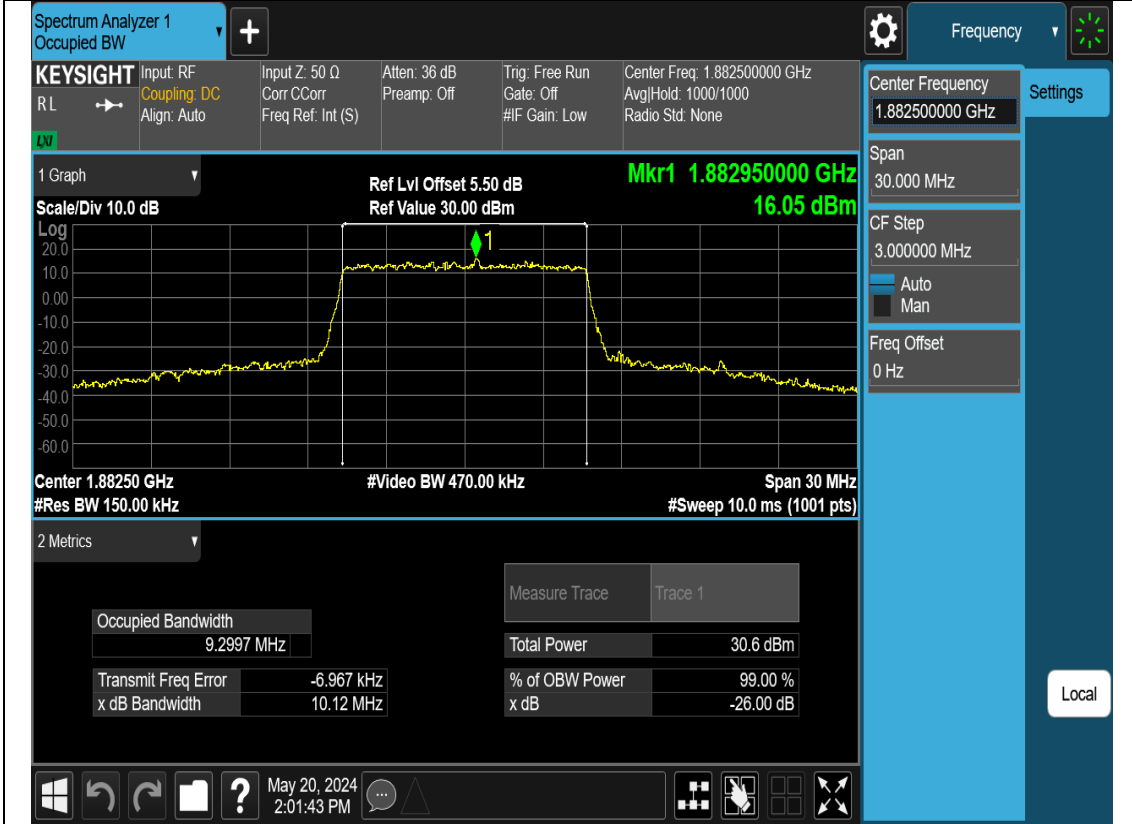 Spectrum Analyzer 1
Occupied BW
+
Frequency
KEYSIGHT
RL
LXI
Input: RF
Coupling: DC
Align: Auto
Input Z: 50 Ω
Corr CCorr
Freq Ref: Int (S)
Atten: 36 dB
Preamp: Off
Trig: Free Run
Gate: Off
#IF Gain: Low
Center Freq: 1.882500000 GHz
Avg|Hold: 1000/1000
Radio Std: None
Center Frequency
1.882500000 GHz
Settings
Span
30.000 MHz
CF Step
3.000000 MHz
Auto
Man
Freq Offset
0 Hz
Local
1 Graph
Scale/Div 10.0 dB
Ref Lvl Offset 5.50 dB
Ref Value 30.00 dBm
Mkr1 1.882950000 GHz
16.05 dBm
Log
20.0
10.0
0.00
-10.0
-20.0
-30.0
-40.0
-50.0
-60.0
1
Center 1.88250 GHz
#Video BW 470.00 kHz
Span 30 MHz
#Res BW 150.00 kHz
#Sweep 10.0 ms (1001 pts)
2 Metrics
Measure Trace
Trace 1
Occupied Bandwidth
9.2997 MHz
Total Power
30.6 dBm
Transmit Freq Error
-6.967 kHz
% of OBW Power
99.00 %
x dB Bandwidth
10.12 MHz
x dB
-26.00 dB
?
May 20, 2024
2:01:43 PM